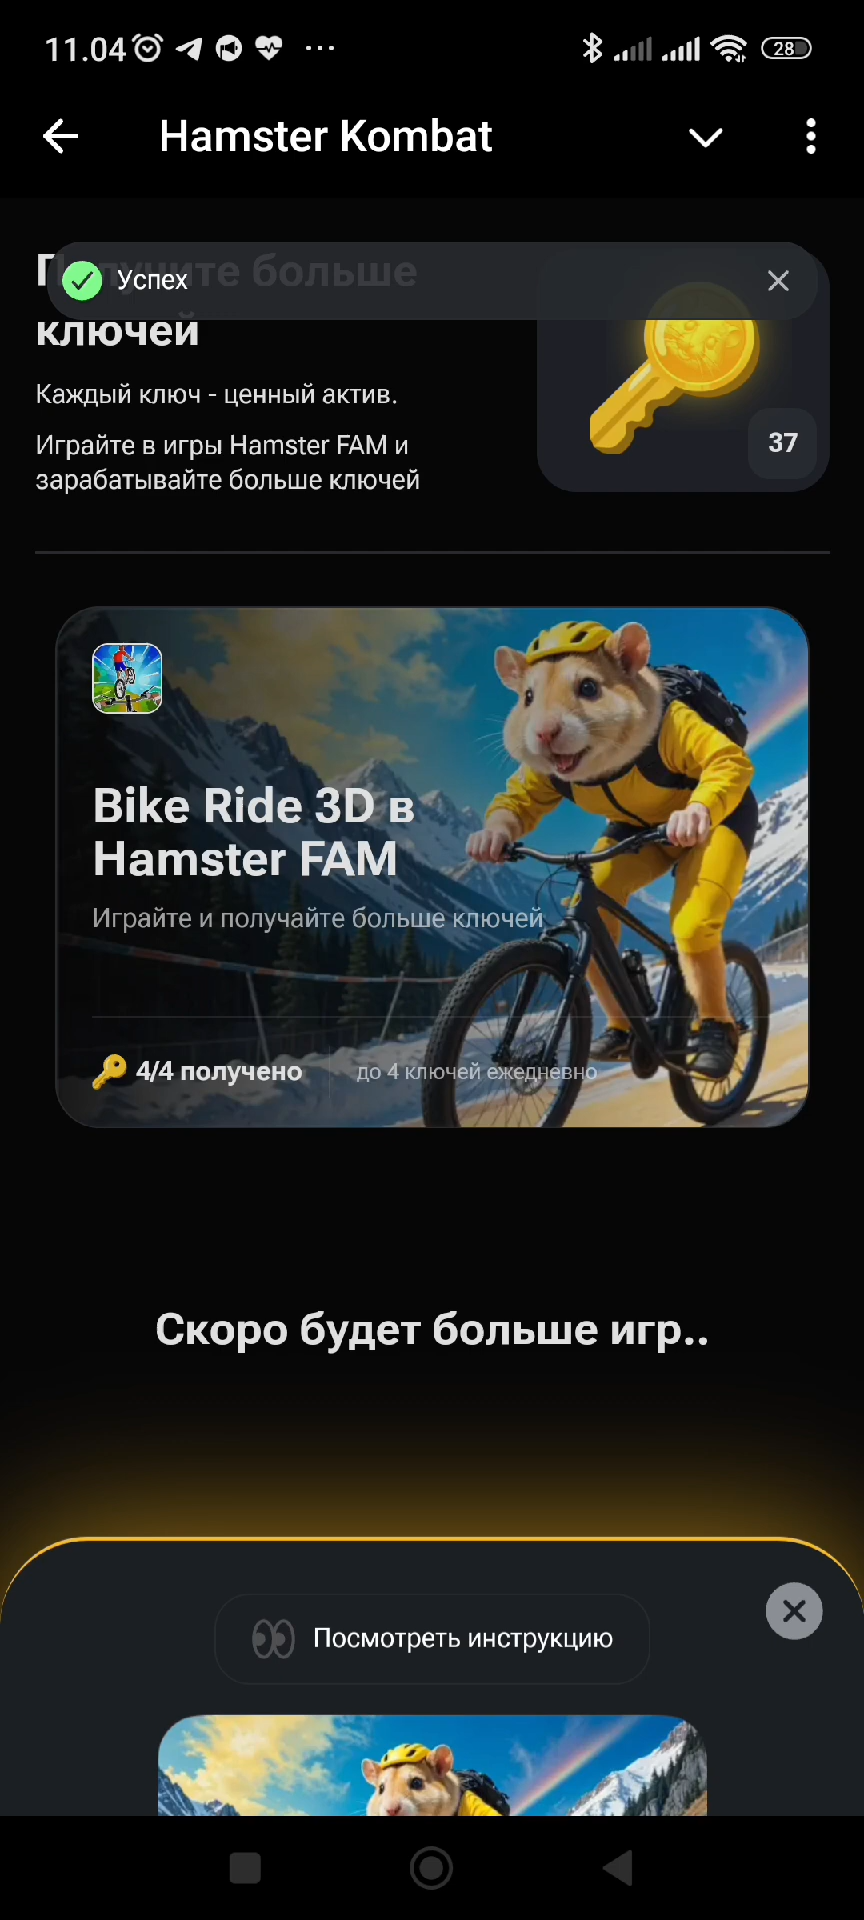 11.04
28
Hamster Kombat
Получите больше
Успех
ключей
Каждый ключ - ценный актив.
Играйте в игры Hamster FAM и
зарабатывайте больше ключей
37
Bike Ride 3D в
Hamster FAM
Играйте и получайте больше ключей
4/4 получено
до 4 ключей ежедневно
Скоро будет больше игр..
Посмотреть инструкцию